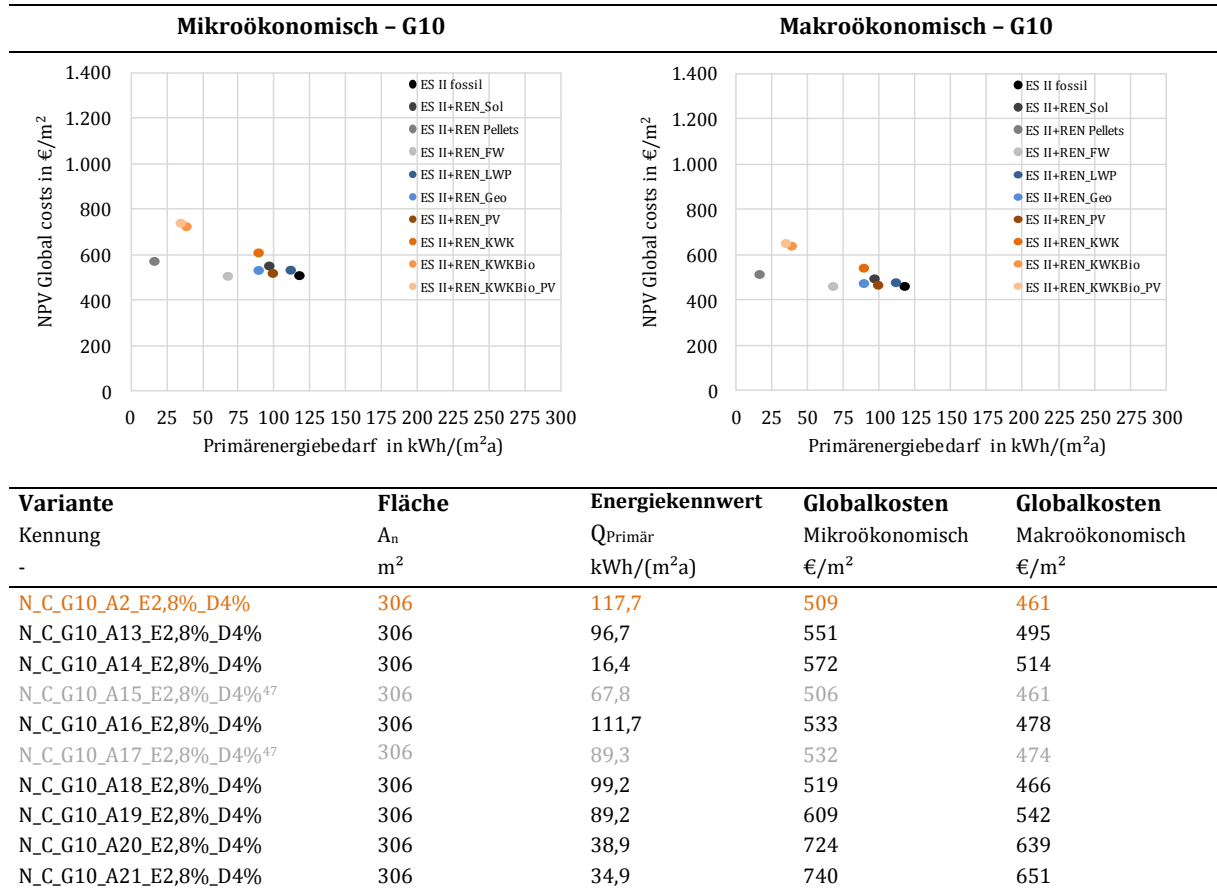 Mikroökonomisch – G10 Makroökonomisch – G10
NPV Global costs in €/m²
1.400
1.200
1.000
800
600
400
200
0
0 25 50 75 100 125 150 175 200 225 250 275 300
Primärenergiebedarf in kWh/(m²a)
ES II fossil
ES II+REN_Sol
ES II+REN Pellets
ES II+REN_FW
ES II+REN_LWP
ES II+REN_Geo
ES II+REN_PV
ES II+REN_KWK
ES II+REN_KWKBio
ES II+REN_KWKBio_PV
NPV Global costs in €/m²
1.400
1.200
1.000
800
600
400
200
0
0 25 50 75 100 125 150 175 200 225 250 275 300
Primärenergiebedarf in kWh/(m²a)
ES II fossil
ES II+REN_Sol
ES II+REN Pellets
ES II+REN_FW
ES II+REN_LWP
ES II+REN_Geo
ES II+REN_PV
ES II+REN_KWK
ES II+REN_KWKBio
ES II+REN_KWKBio_PV
Variante Fläche Energiekennwert Globalkosten Globalkosten
Kennung An QPrimär Mikroökonomisch Makroökonomisch
- m² kWh/(m²a) €/m² €/m²
N_C_G10_A2_E2,8%_D4% 306 117,7 509 461
N_C_G10_A13_E2,8%_D4% 306 96,7 551 495
N_C_G10_A14_E2,8%_D4% 306 16,4 572 514
N_C_G10_A15_E2,8%_D4%⁴⁷ 306 67,8 506 461
N_C_G10_A16_E2,8%_D4% 306 111,7 533 478
N_C_G10_A17_E2,8%_D4%⁴⁷ 306 89,3 532 474
N_C_G10_A18_E2,8%_D4% 306 99,2 519 466
N_C_G10_A19_E2,8%_D4% 306 89,2 609 542
N_C_G10_A20_E2,8%_D4% 306 38,9 724 639
N_C_G10_A21_E2,8%_D4% 306 34,9 740 651